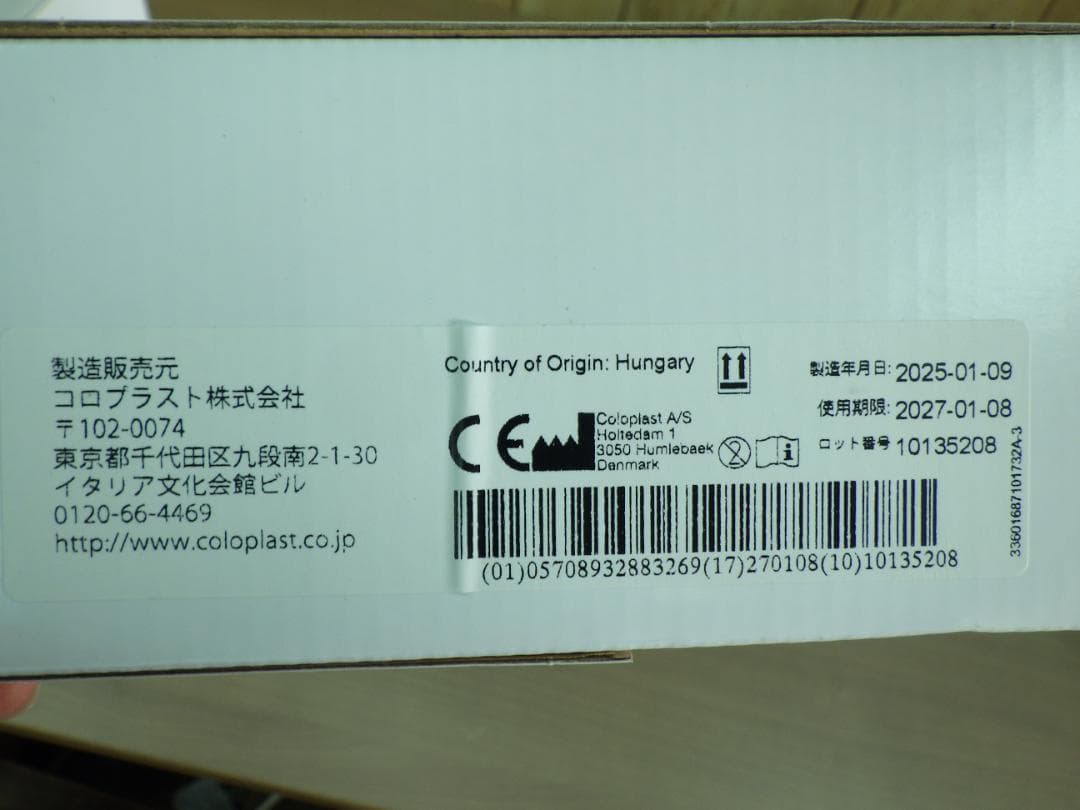 製造販売元
コロプラスト株式会社
〒102-0074
東京都千代田区九段南2-1-30
イタリア文化会館ビル
0120-66-4469
http://www.coloplast.co.jp
Country of Origin: Hungary
CE
Coloplast A/S
Holtedam 1
3050 Humlebaek
Denmark
製造年月日: 2025-01-09
使用期限: 2027-01-08
ロット番号 10135208
(01)05708932883269(17)270108(10)10135208
33601687101732A-3